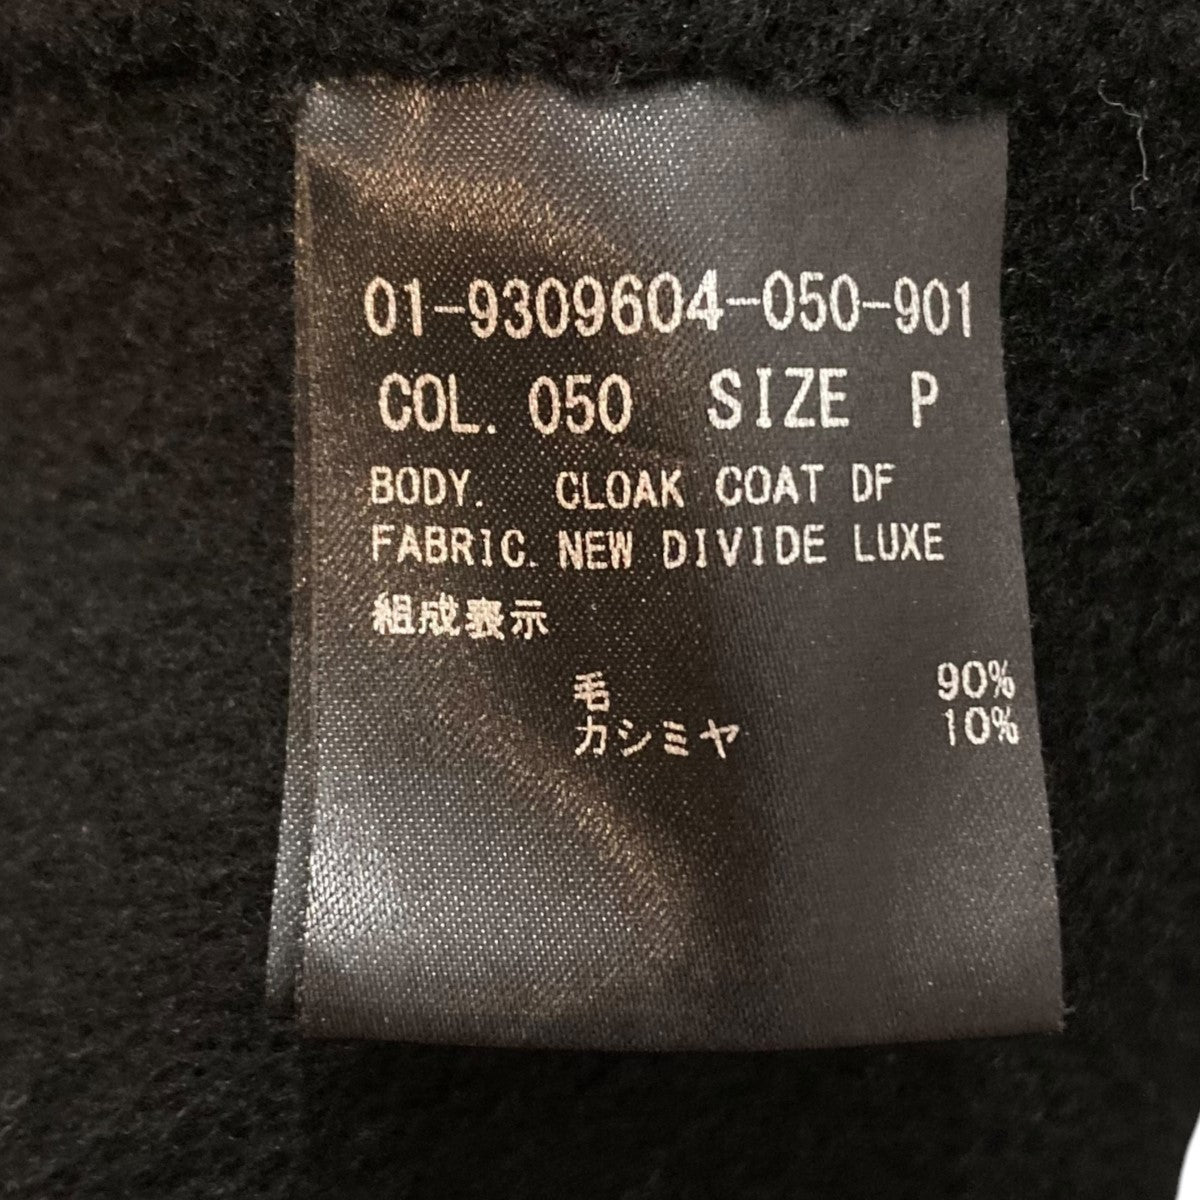 01-9309604-050-901
COL. 050 SIZE P
BODY. CLOAK COAT DF
FABRIC. NEW DIVIDE LUXE
組成表示
毛 90%
カシミヤ 10%